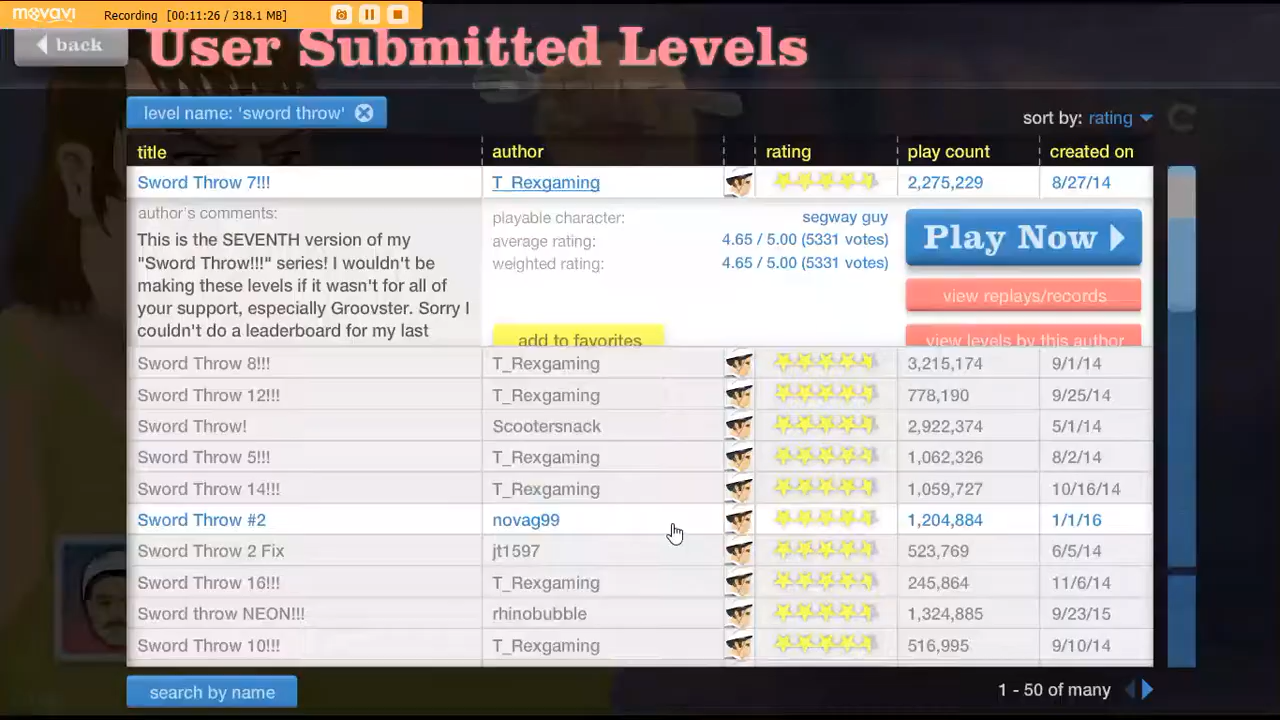 movavi Recording [00:11:26 / 318.1 MB]
back User Submitted Levels
level name: 'sword throw' sort by: rating
title author rating play count created on
Sword Throw 7!!! T_Rexgaming 2,275,229 8/27/14
author's comments:
This is the SEVENTH version of my
"Sword Throw!!!" series! I wouldn't be
making these levels if it wasn't for all of
your support, especially Groovster. Sorry I
couldn't do a leaderboard for my last
playable character: segway guy
average rating: 4.65 / 5.00 (5331 votes)
weighted rating: 4.65 / 5.00 (5331 votes)
add to favorites
Play Now
view replays/records
view levels by this author
Sword Throw 8!!! T_Rexgaming 3,215,174 9/1/14
Sword Throw 12!!! T_Rexgaming 778,190 9/25/14
Sword Throw! Scootersnack 2,922,374 5/1/14
Sword Throw 5!!! T_Rexgaming 1,062,326 8/2/14
Sword Throw 14!!! T_Rexgaming 1,059,727 10/16/14
Sword Throw #2 novag99 1,204,884 1/1/16
Sword Throw 2 Fix jt1597 523,769 6/5/14
Sword Throw 16!!! T_Rexgaming 245,864 11/6/14
Sword throw NEON!!! rhinobubble 1,324,885 9/23/15
Sword Throw 10!!! T_Rexgaming 516,995 9/10/14
search by name 1 - 50 of many